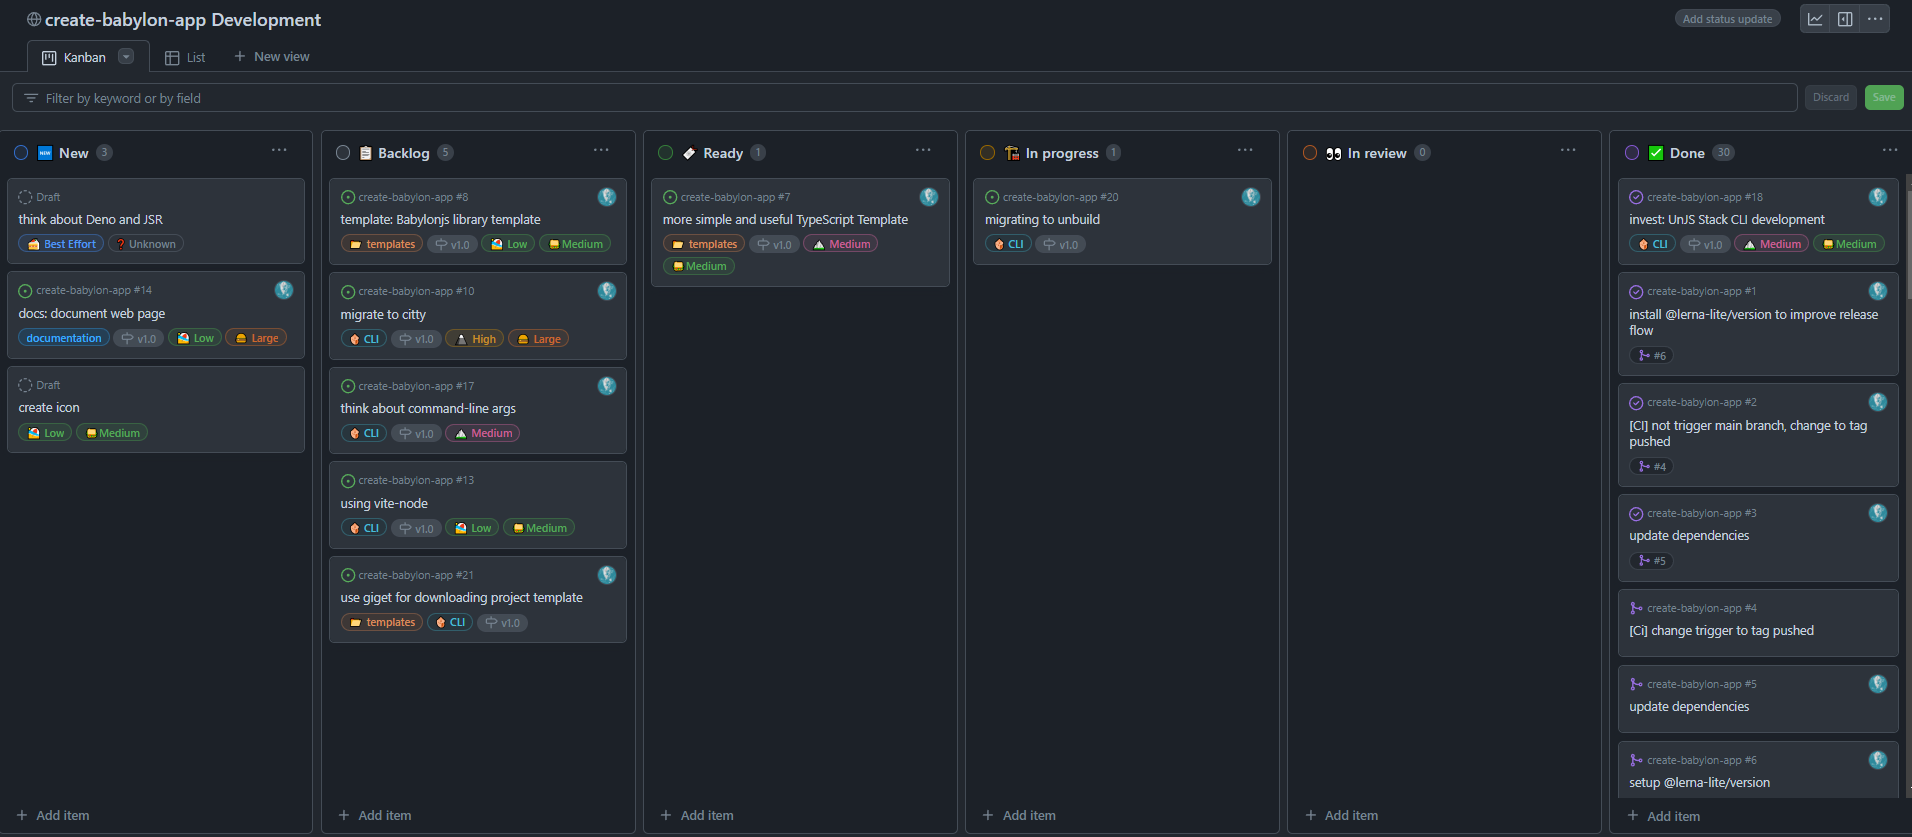 create-babylon-app Development
Add status update
Kanban
List
New view
Filter by keyword or by field
Discard
Save
NEW
New
3
Draft
think about Deno and JSR
Best Effort
Unknown
create-babylon-app #14
docs: document web page
documentation
v1.0
Low
Large
Draft
create icon
Low
Medium
Add item
Backlog
5
create-babylon-app #8
template: Babylonjs library template
templates
v1.0
Low
Medium
create-babylon-app #10
migrate to citty
CLI
v1.0
High
Large
create-babylon-app #17
think about command-line args
CLI
v1.0
Medium
create-babylon-app #13
using vite-node
CLI
v1.0
Low
Medium
create-babylon-app #21
use giget for downloading project template
templates
CLI
v1.0
Add item
Ready
1
create-babylon-app #7
more simple and useful TypeScript Template
templates
v1.0
Medium
Medium
Add item
In progress
1
create-babylon-app #20
migrating to unbuild
CLI
v1.0
Add item
In review
0
Add item
Done
30
create-babylon-app #18
invest: UnJS Stack CLI development
CLI
v1.0
Medium
Medium
create-babylon-app #1
install @lerna-lite/version to improve release
flow
#6
create-babylon-app #2
[CI] not trigger main branch, change to tag
pushed
#4
create-babylon-app #3
update dependencies
#5
create-babylon-app #4
[Ci] change trigger to tag pushed
create-babylon-app #5
update dependencies
create-babylon-app #6
setup @lerna-lite/version
Add item